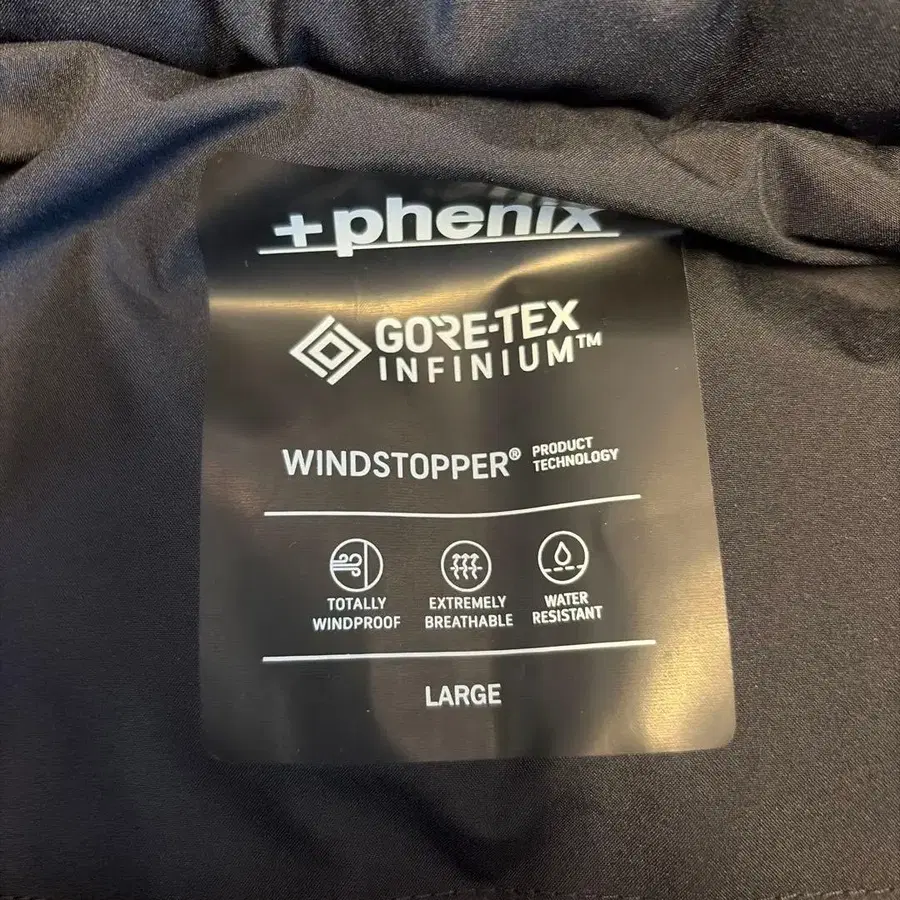 +phenix
GORE-TEX
INFINIUM™
WINDSTOPPER® PRODUCT
TECHNOLOGY
TOTALLY
WINDPROOF
EXTREMELY
BREATHABLE
WATER
RESISTANT
LARGE